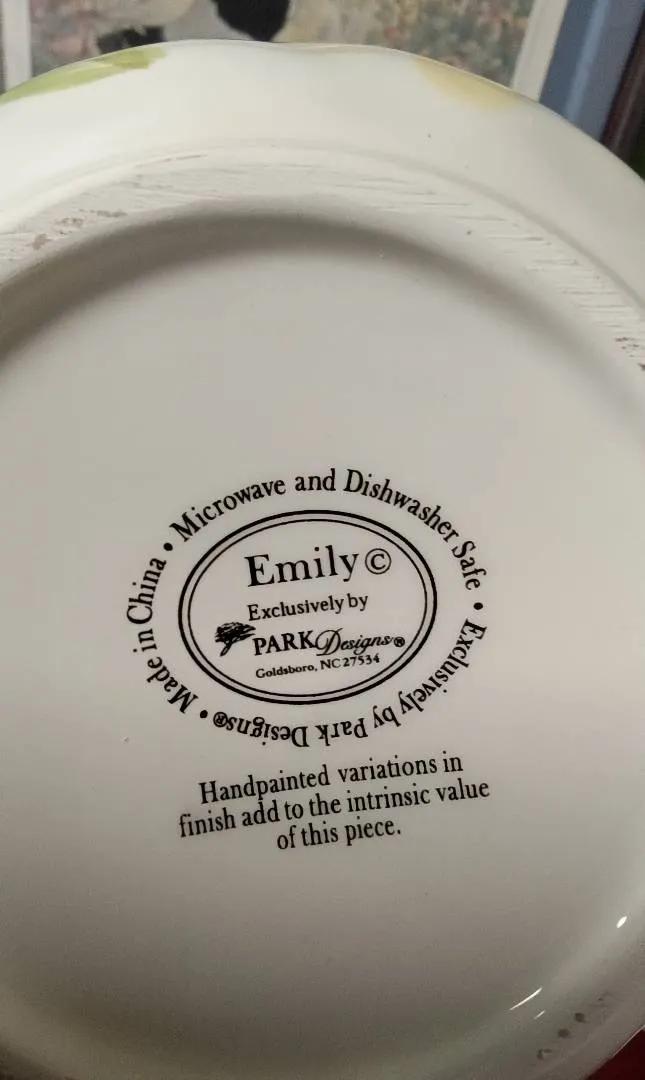 Microwave and Dishwasher Safe • Exclusively by Park Designs® • Made in China •
Emily©
Exclusively by
PARK Designs®
Goldsboro, NC 27534
Handpainted variations in
finish add to the intrinsic value
of this piece.